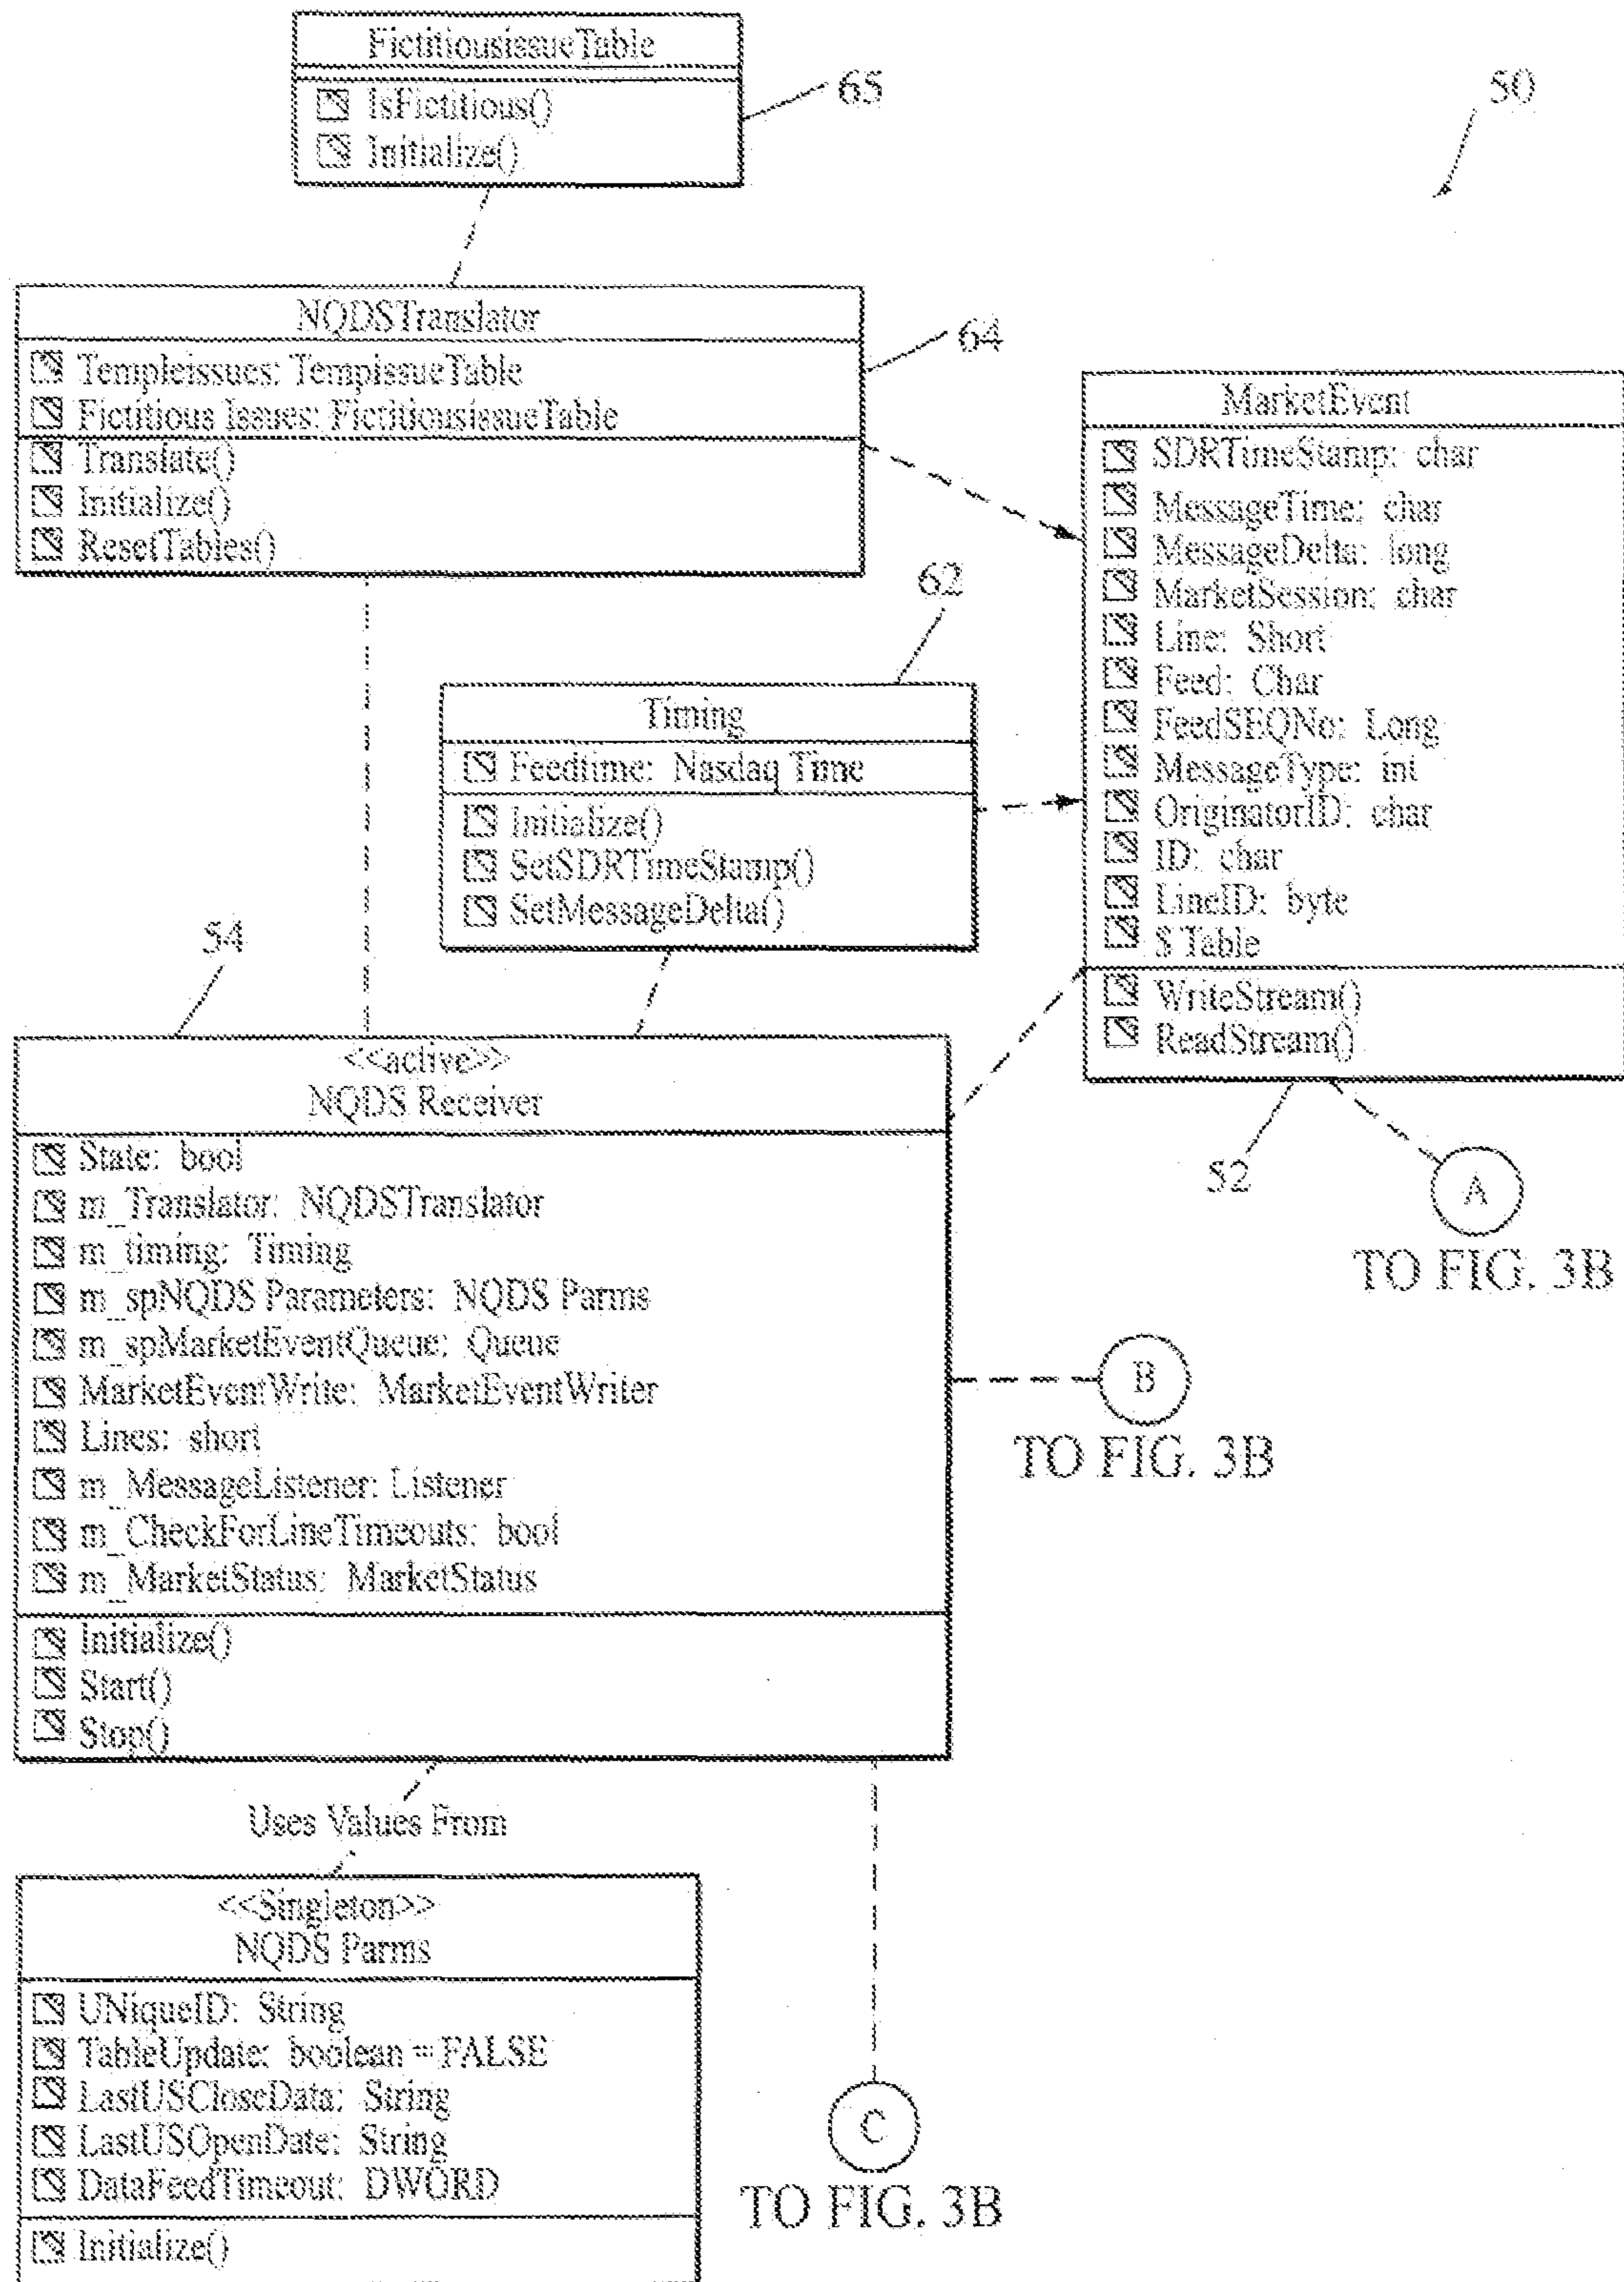 FictitiousissueTable
IsFictitious()
Initialize()
65
50
NQDSTranslator
Templeissues: TempissueTable
Fictitious Issues: FictitiousissueTable
Translate()
Initialize()
ResetTables()
64
MarketEvent
SDRTimeStamp: char
MessageTime: char
MessageDelta: long
MarketSession: char
Line: Short
Feed: Char
FeedSEQNo: Long
MessageType: int
OriginatorID: char
ID: char
LineID: byte
$ Table
WriteStream()
ReadStream()
52
A
TO FIG. 3B
62
Timing
Feedtime: Nasdaq Time
Initialize()
SetSDRTimeStamp()
SetMessageDelta()
54
<<active>>
NQDS Receiver
State: bool
m_Translator: NQDSTranslator
m_timing: Timing
m_spNQDS Parameters: NQDS Parms
m_spMarketEventQueue: Queue
MarketEventWrite: MarketEventWriter
Lines: short
m_MessageListener: Listener
m_CheckForLineTimeouts: bool
m_MarketStatus: MarketStatus
Initialize()
Start()
Stop()
B
TO FIG. 3B
Uses Values From
<<Singleton>>
NQDS Parms
UNiqueID: String
TableUpdate: boolean = FALSE
LastUSCloseData: String
LastUSOpenDate: String
DataFeedTimeout: DWORD
Initialize()
C
TO FIG. 3B